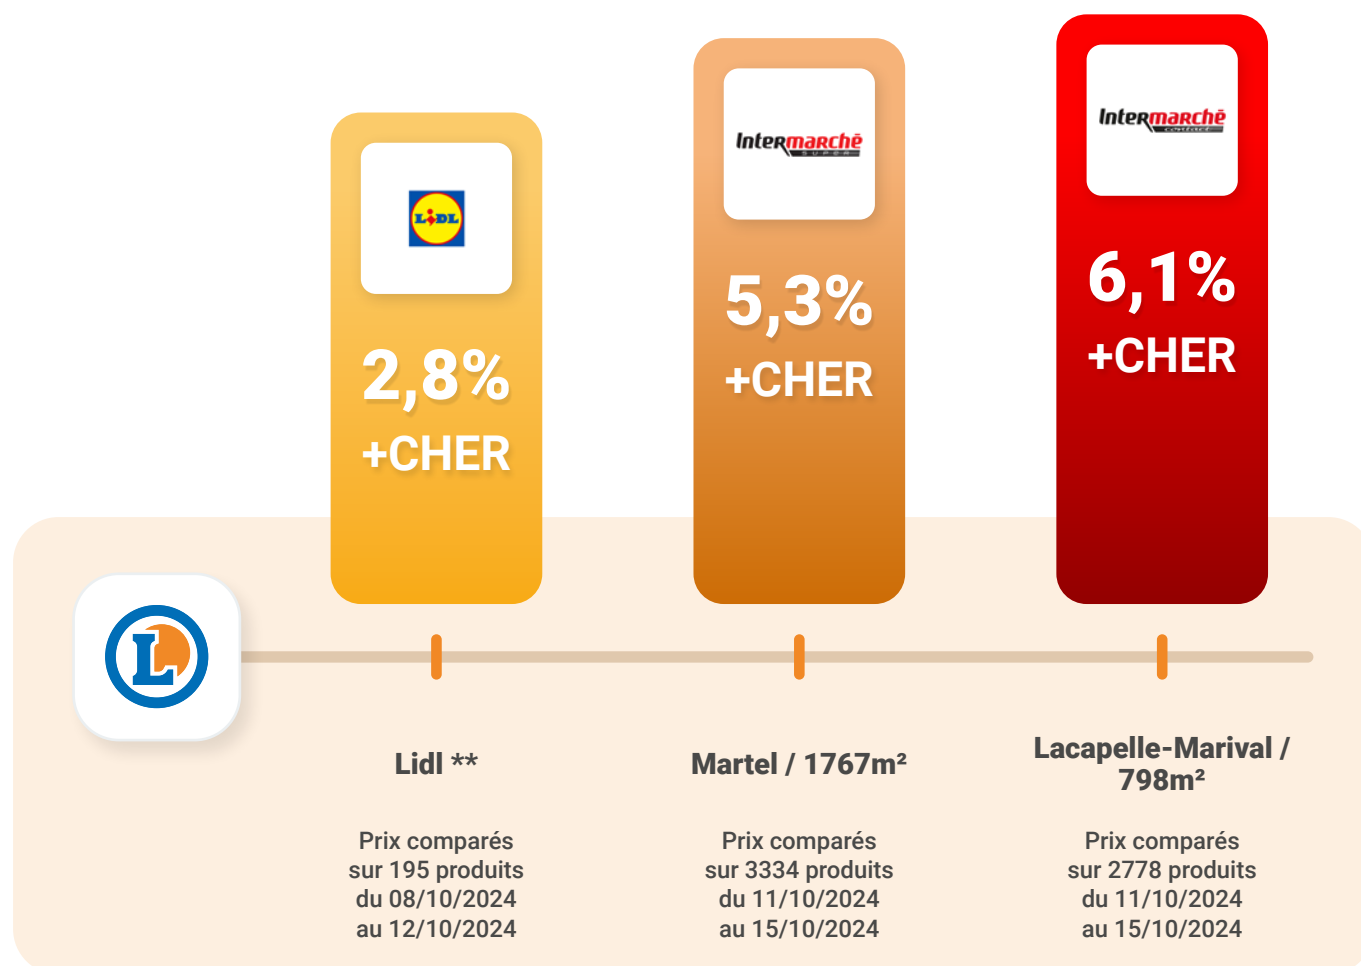 LIDL
2,8%
+CHER
Intermarchē
SUPER
5,3%
+CHER
Intermarchē
contact
6,1%
+CHER
L
Lidl **
Prix comparés
sur 195 produits
du 08/10/2024
au 12/10/2024
Martel / 1767m²
Prix comparés
sur 3334 produits
du 11/10/2024
au 15/10/2024
Lacapelle-Marival /
798m²
Prix comparés
sur 2778 produits
du 11/10/2024
au 15/10/2024